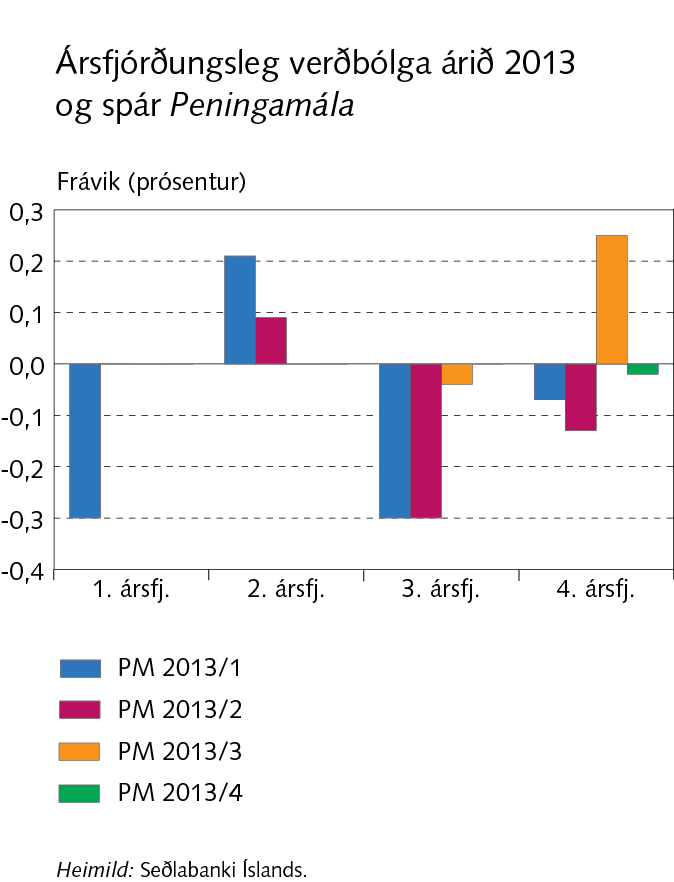 Ársfjórðungsleg verðbólga árið 2013
og spár Peningamála
Frávik (prósentur)
0,3
0,2
0,1
0,0
-0,1
-0,2
-0,3
-0,4
1. ársfj. 2. ársfj. 3. ársfj. 4. ársfj.
PM 2013/1
PM 2013/2
PM 2013/3
PM 2013/4
Heimild: Seðlabanki Íslands.